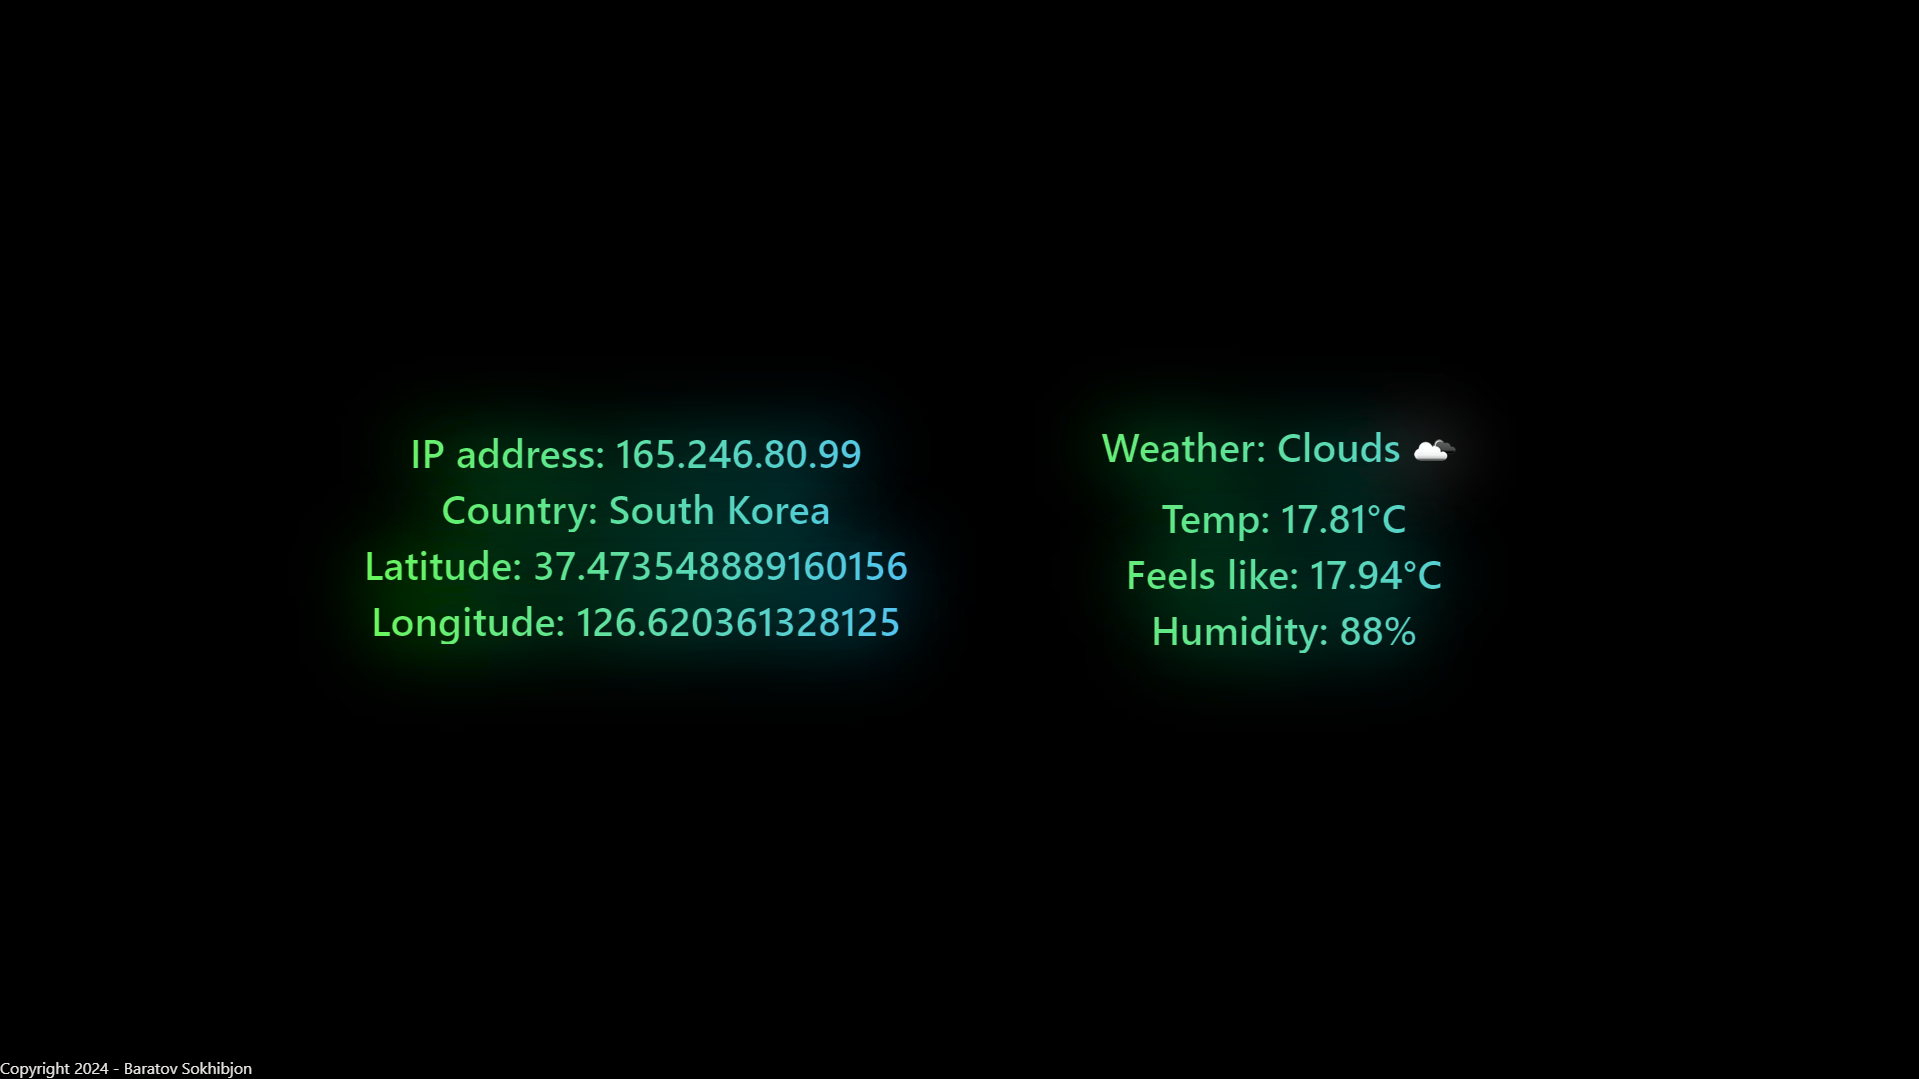 IP address: 165.246.80.99
Country: South Korea
Latitude: 37.473548889160156
Longitude: 126.620361328125
Weather: Clouds
Temp: 17.81°C
Feels like: 17.94°C
Humidity: 88%
Copyright 2024 - Baratov Sokhibjon